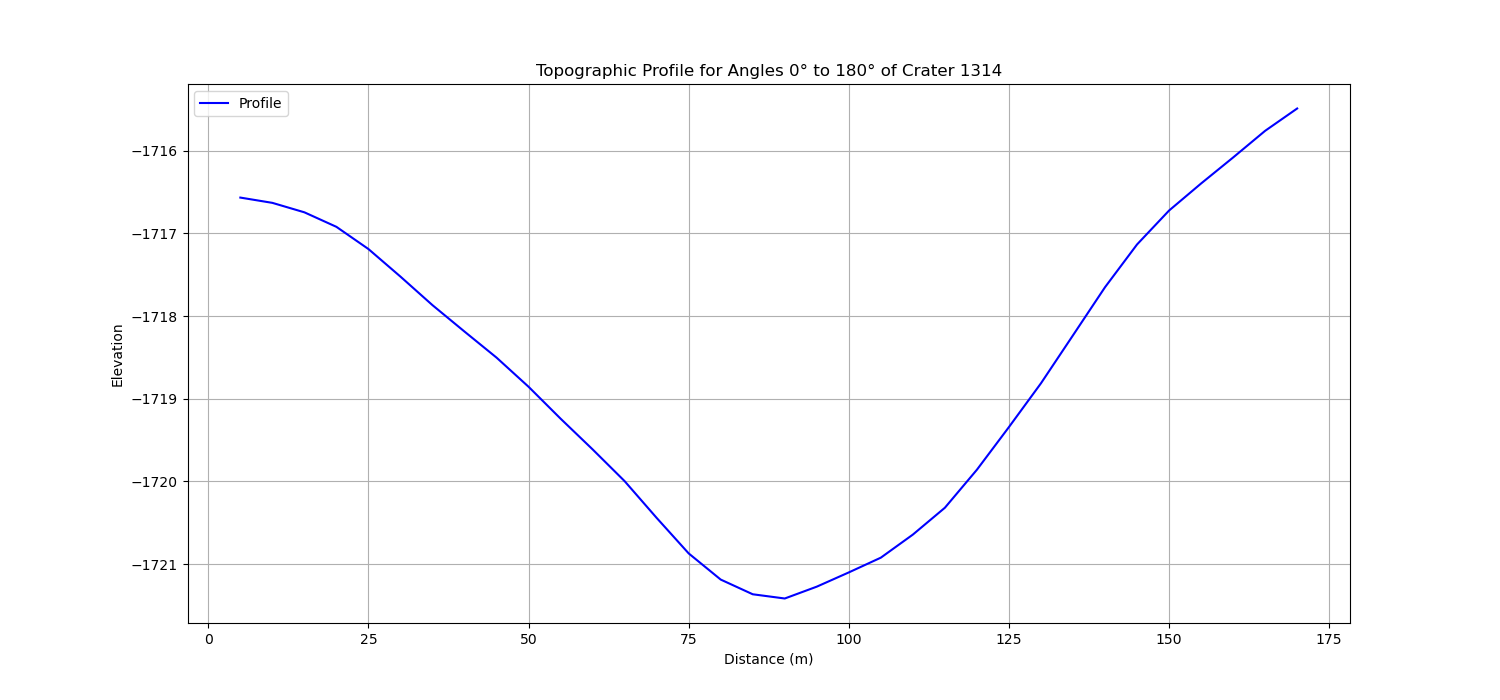 Topographic Profile for Angles 0° to 180° of Crater 1314
Profile
−1716
−1717
−1718
−1719
−1720
−1721
Elevation
0 25 50 75 100 125 150 175
Distance (m)